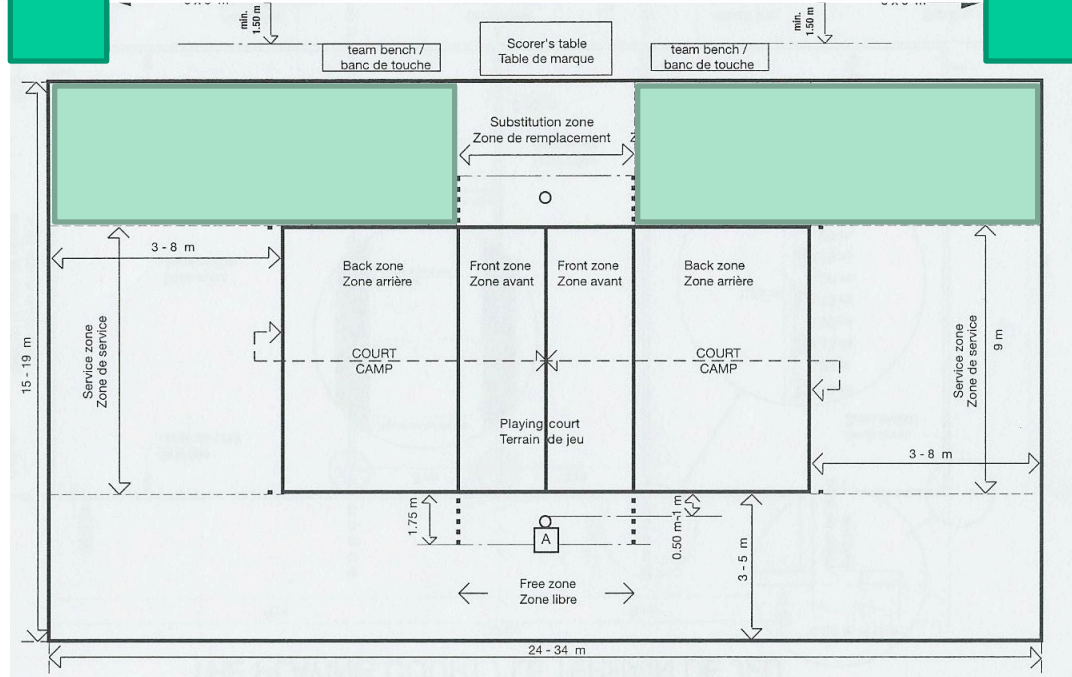 min.
1.50 m
min.
1.50 m
team bench /
banc de touche
Scorer's table
Table de marque
team bench /
banc de touche
Substitution zone
Zone de remplacement
3 - 8 m
Back zone
Zone arrière
Front zone
Zone avant
Front zone
Zone avant
Back zone
Zone arrière
15 - 19 m
Service zone
Zone de service
COURT
CAMP
COURT
CAMP
Service zone
Zone de service
9 m
Playing court
Terrain de jeu
3 - 8 m
1.75 m
A
0.50 m-1 m
3 - 5 m
Free zone
Zone libre
24 - 34 m